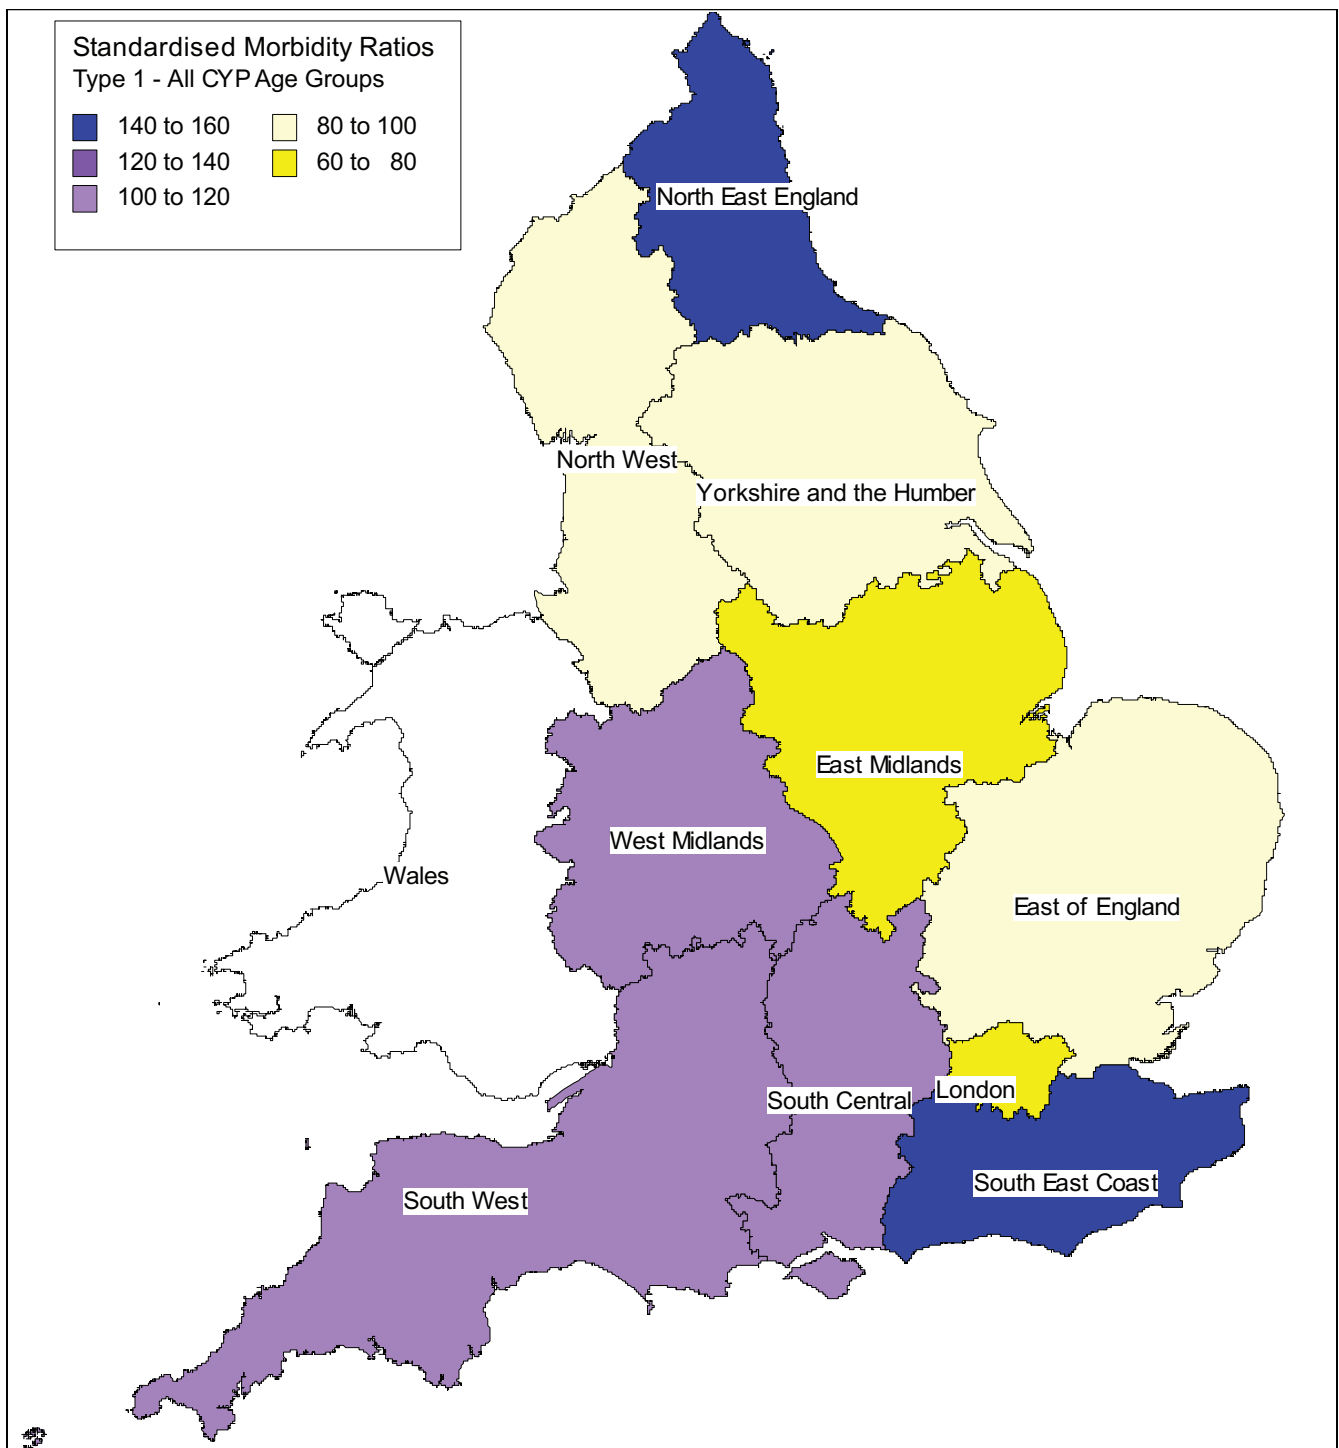 Standardised Morbidity Ratios
Type 1 - All CYP Age Groups
140 to 160
80 to 100
120 to 140
60 to 80
100 to 120
North East England
North West
Yorkshire and the Humber
East Midlands
West Midlands
Wales
East of England
London
South Central
South East Coast
South West